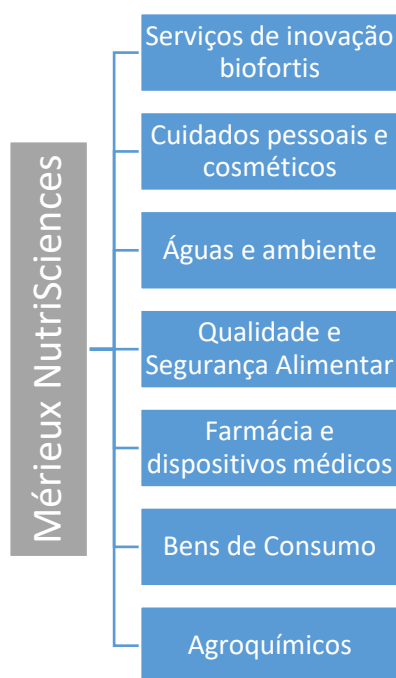 Mérieux NutriSciences
Serviços de inovação
biofortis
Cuidados pessoais e
cosméticos
Águas e ambiente
Qualidade e
Segurança Alimentar
Farmácia e
dispositivos médicos
Bens de Consumo
Agroquímicos